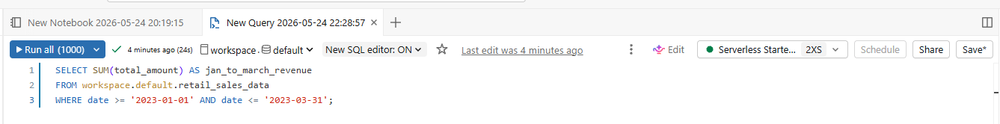 New Notebook 2026-05-24 20:19:15
New Query 2026-05-24 22:28:57
Run all (1000) 4 minutes ago (24s) workspace . default New SQL editor: ON Last edit was 4 minutes ago Edit Serverless Starte... 2XS Schedule Share Save*
1 SELECT SUM(total_amount) AS jan_to_march_revenue
2 FROM workspace.default.retail_sales_data
3 WHERE date >= '2023-01-01' AND date <= '2023-03-31';